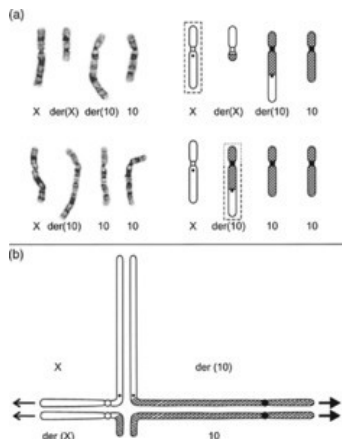 (a)
X der(X) der(10) 10 X der(X) der(10) 10
X der(10) 10 10 X der(10) 10 10
(b)
X der (10)
der (X) 10